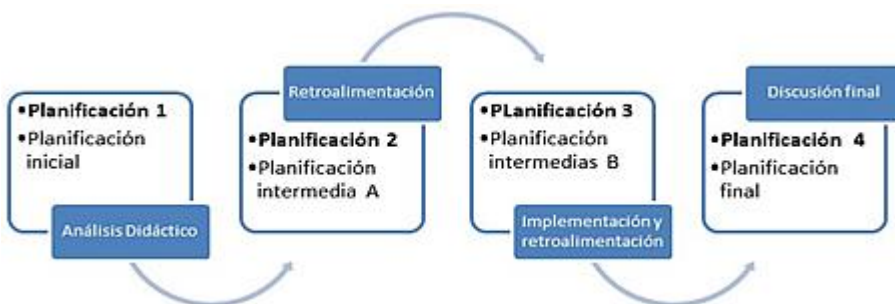 •Planificación 1
•Planificación
inicial
Análisis Didáctico
Retroalimentación
•Planificación 2
•Planificación
intermedia A
•PLanificación 3
•Planificación
intermedias B
Implementación y
retroalimentación
Discusión final
•Planificación 4
•Planificación
final